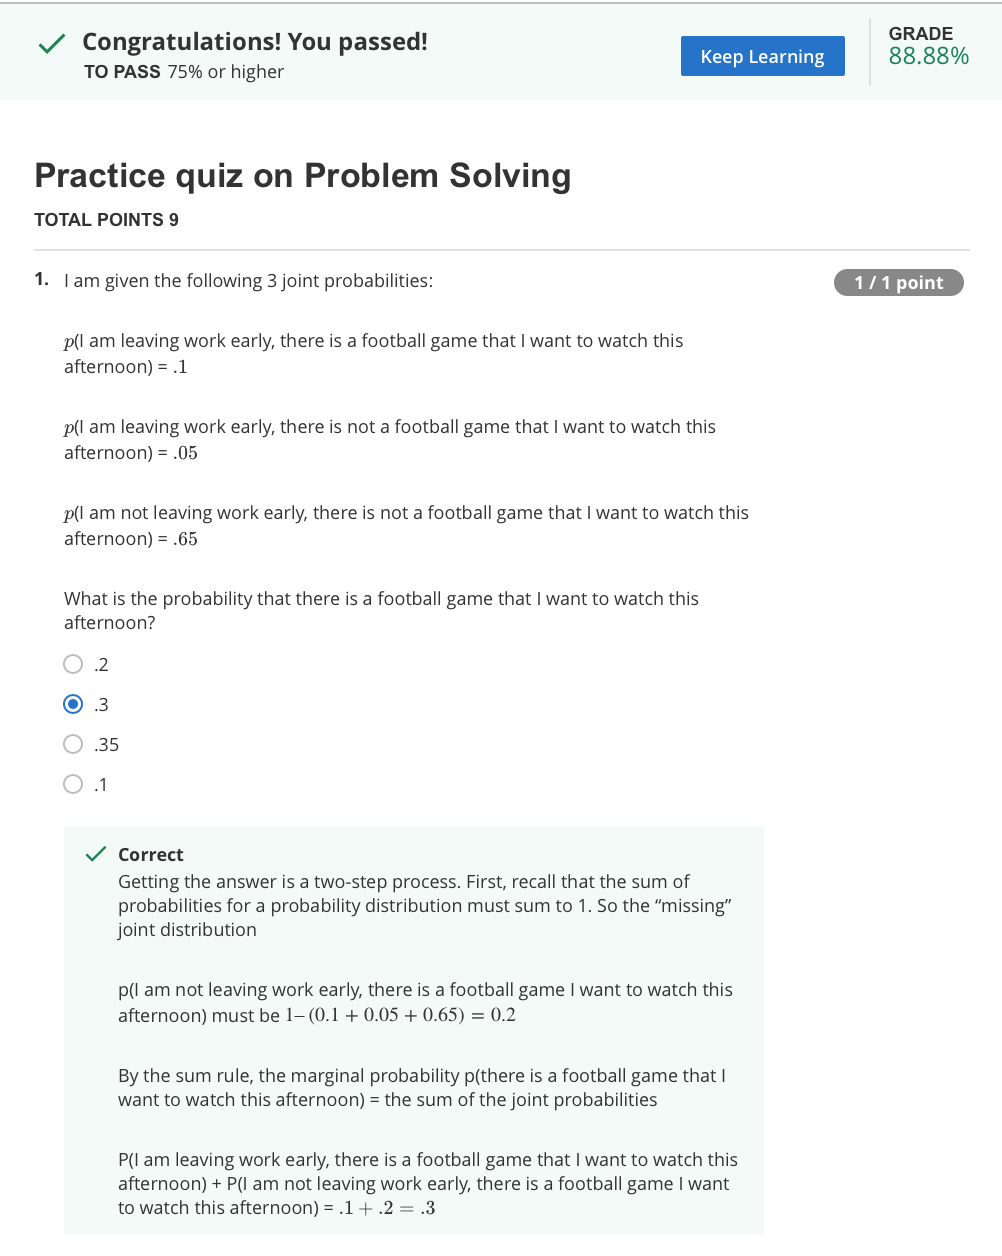 Congratulations! You passed!
TO PASS 75% or higher
Keep Learning
GRADE
88.88%
Practice quiz on Problem Solving
TOTAL POINTS 9
1. I am given the following 3 joint probabilities:
1 / 1 point
p(I am leaving work early, there is a football game that I want to watch this
afternoon) = .1
p(I am leaving work early, there is not a football game that I want to watch this
afternoon) = .05
p(I am not leaving work early, there is not a football game that I want to watch this
afternoon) = .65
What is the probability that there is a football game that I want to watch this
afternoon?
.2
.3
.35
.1
Correct
Getting the answer is a two-step process. First, recall that the sum of
probabilities for a probability distribution must sum to 1. So the “missing”
joint distribution
p(I am not leaving work early, there is a football game I want to watch this
afternoon) must be 1– (0.1 + 0.05 + 0.65) = 0.2
By the sum rule, the marginal probability p(there is a football game that I
want to watch this afternoon) = the sum of the joint probabilities
P(I am leaving work early, there is a football game that I want to watch this
afternoon) + P(I am not leaving work early, there is a football game I want
to watch this afternoon) = .1 + .2 = .3